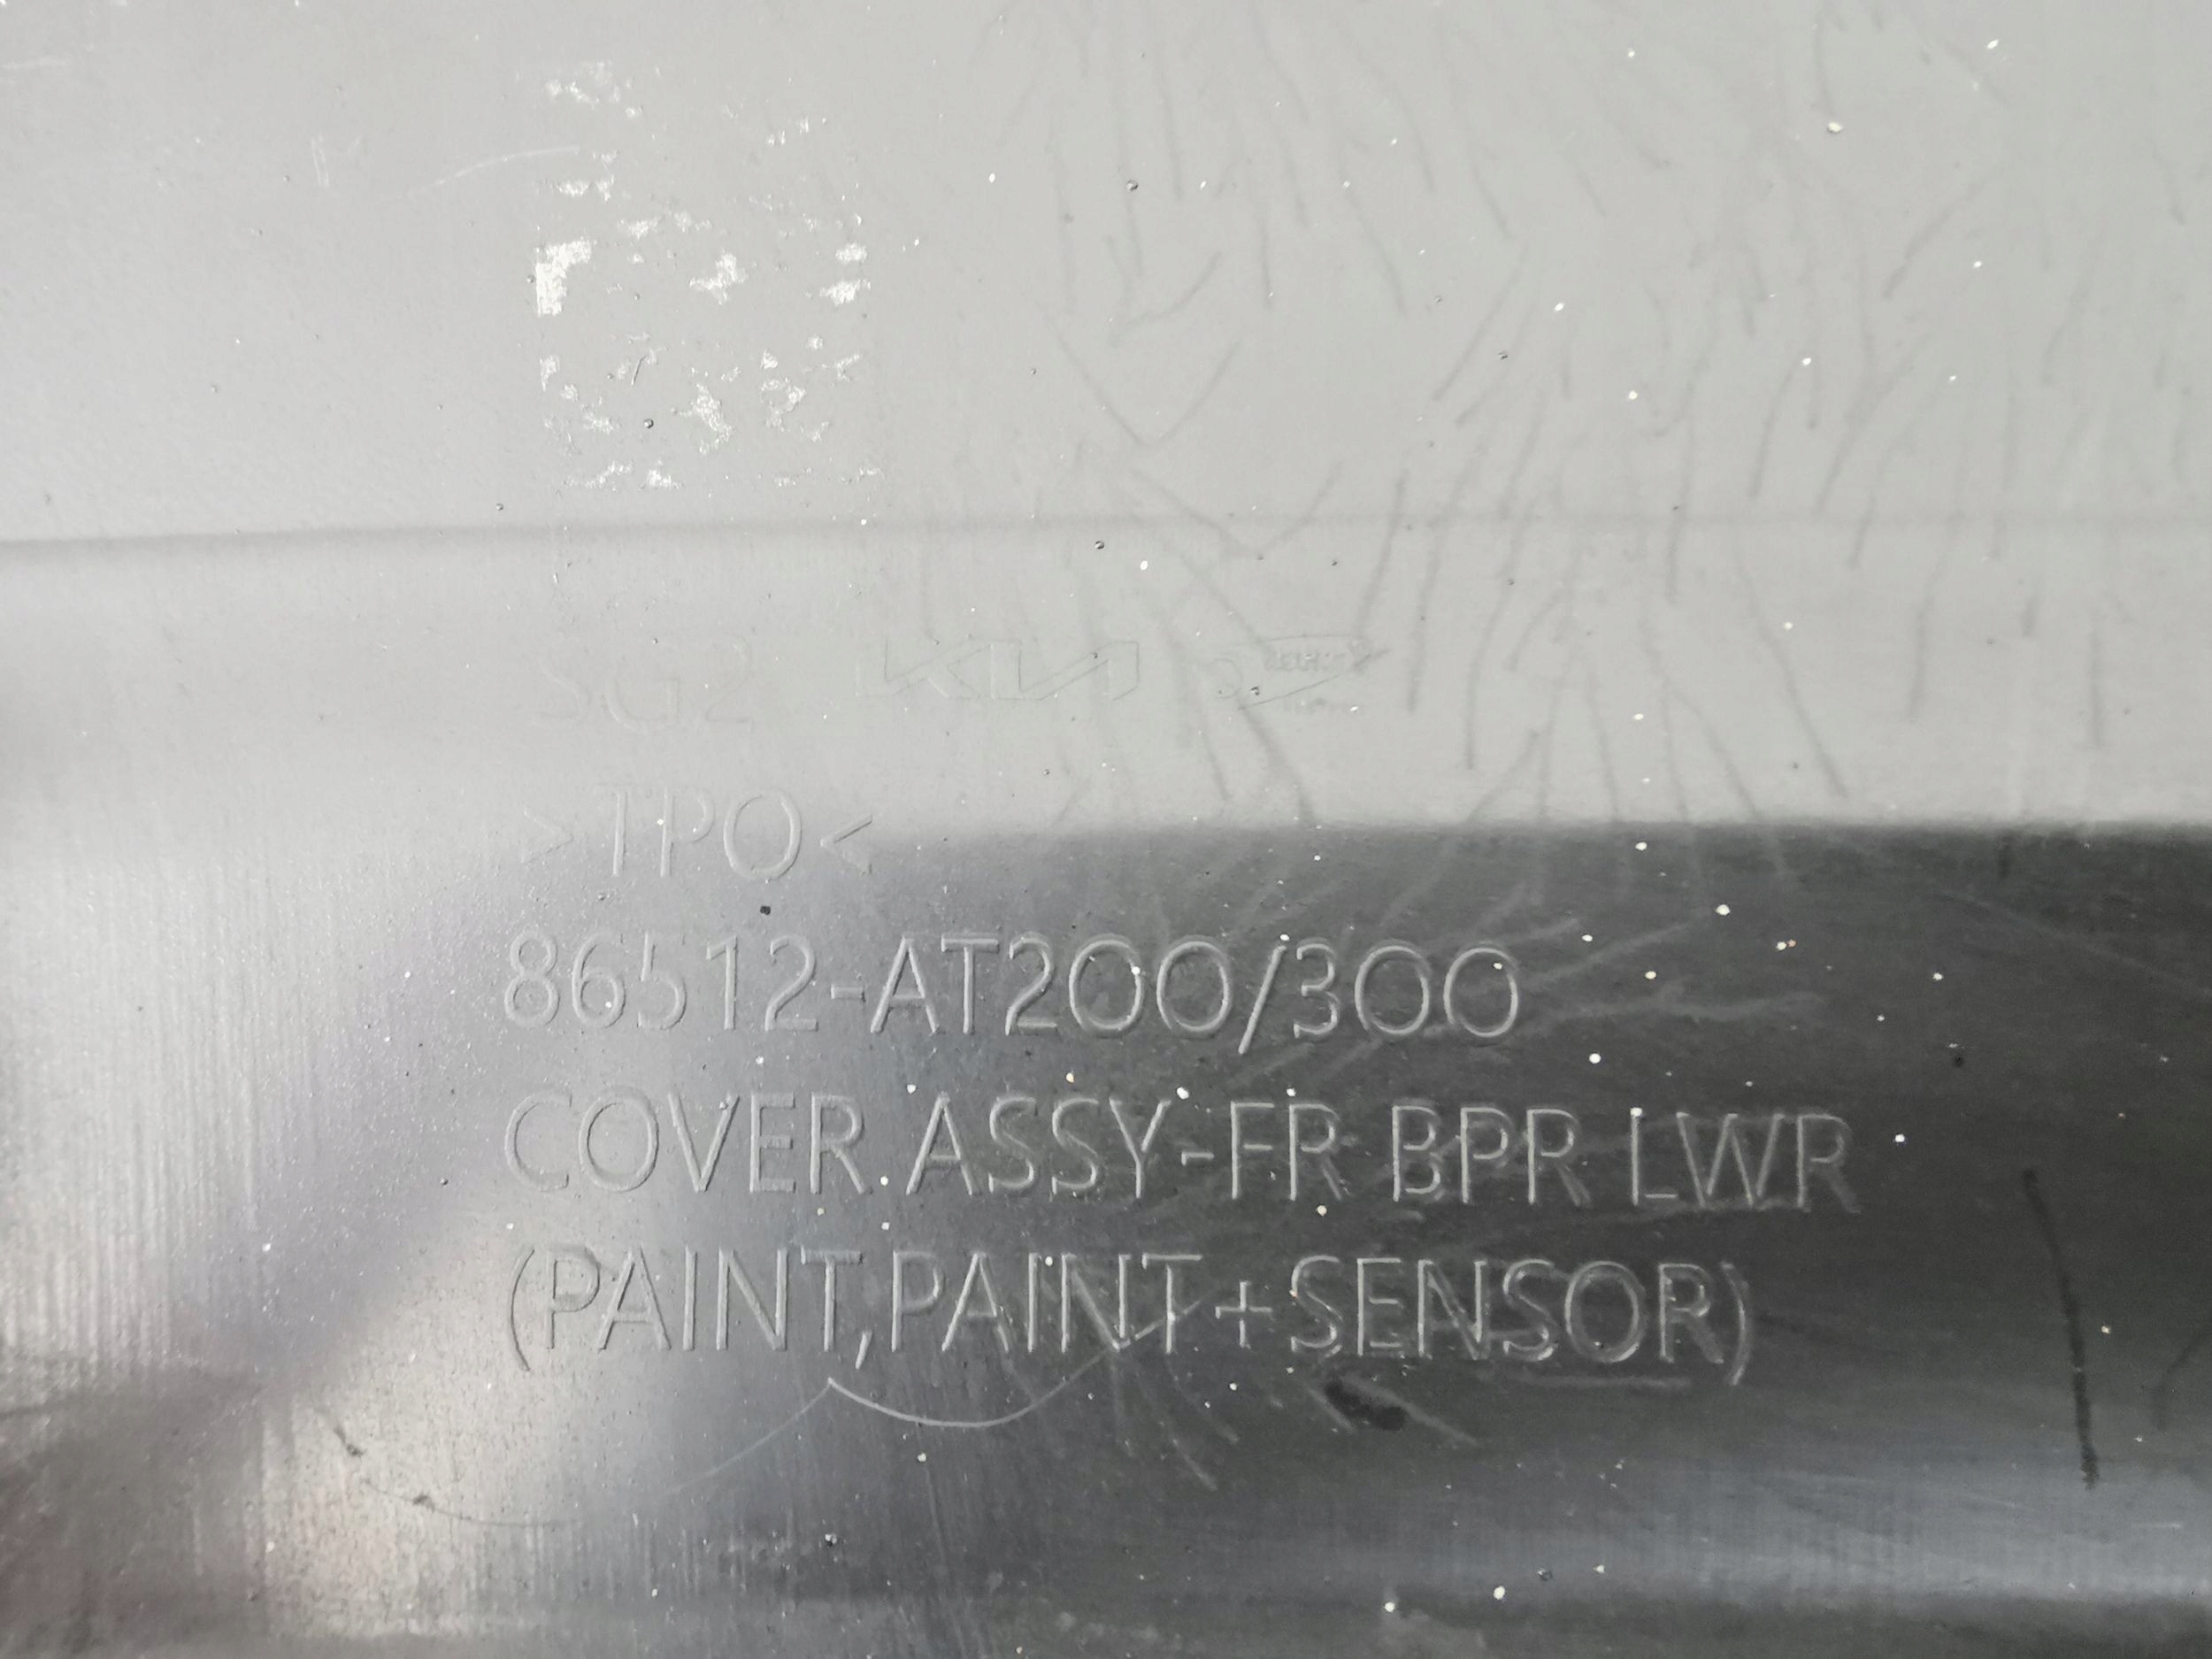 SG2 KIA
>TPO<
86512-AT200/300
COVER ASSY-FR BPR LWR
(PAINT,PAINT+SENSOR)